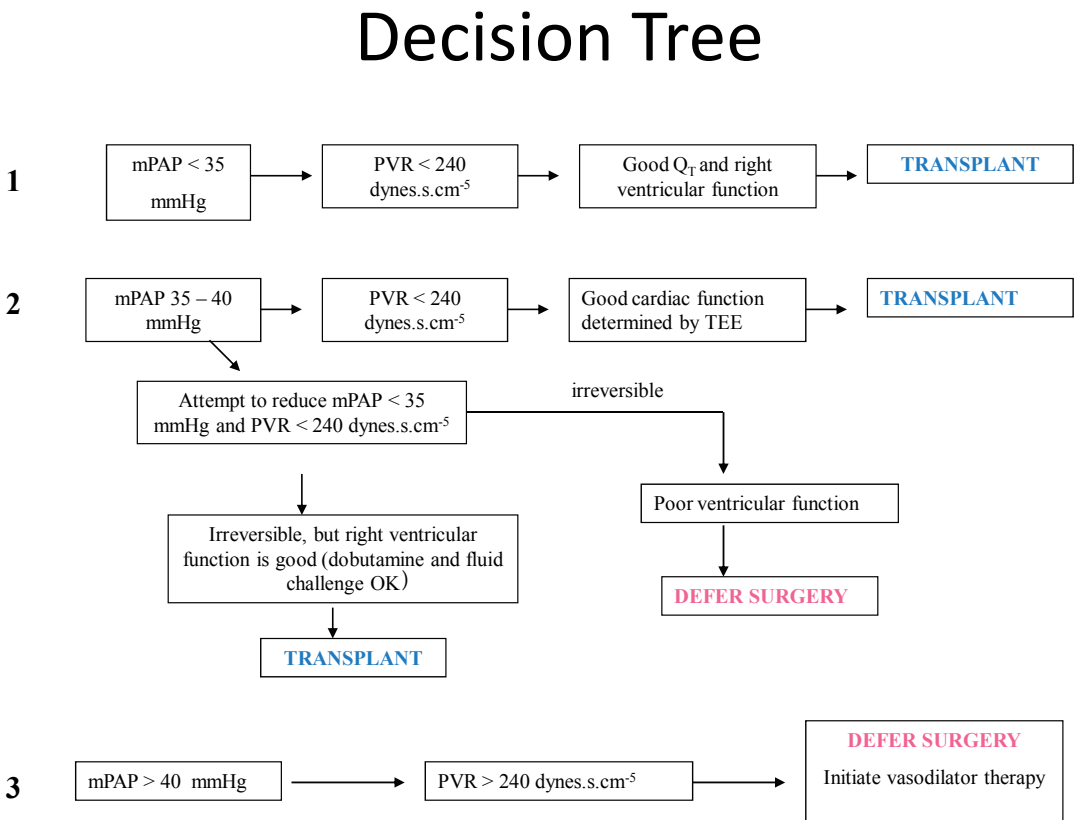 Decision Tree
1
mPAP < 35
mmHg
PVR < 240
dynes.s.cm-5
Good QT and right
ventricular function
TRANSPLANT
2
mPAP 35 – 40
mmHg
PVR < 240
dynes.s.cm-5
Good cardiac function
determined by TEE
TRANSPLANT
Attempt to reduce mPAP < 35
mmHg and PVR < 240 dynes.s.cm-5
irreversible
Poor ventricular function
DEFER SURGERY
Irreversible, but right ventricular
function is good (dobutamine and fluid
challenge OK)
TRANSPLANT
3
mPAP > 40 mmHg
PVR > 240 dynes.s.cm-5
DEFER SURGERY
Initiate vasodilator therapy